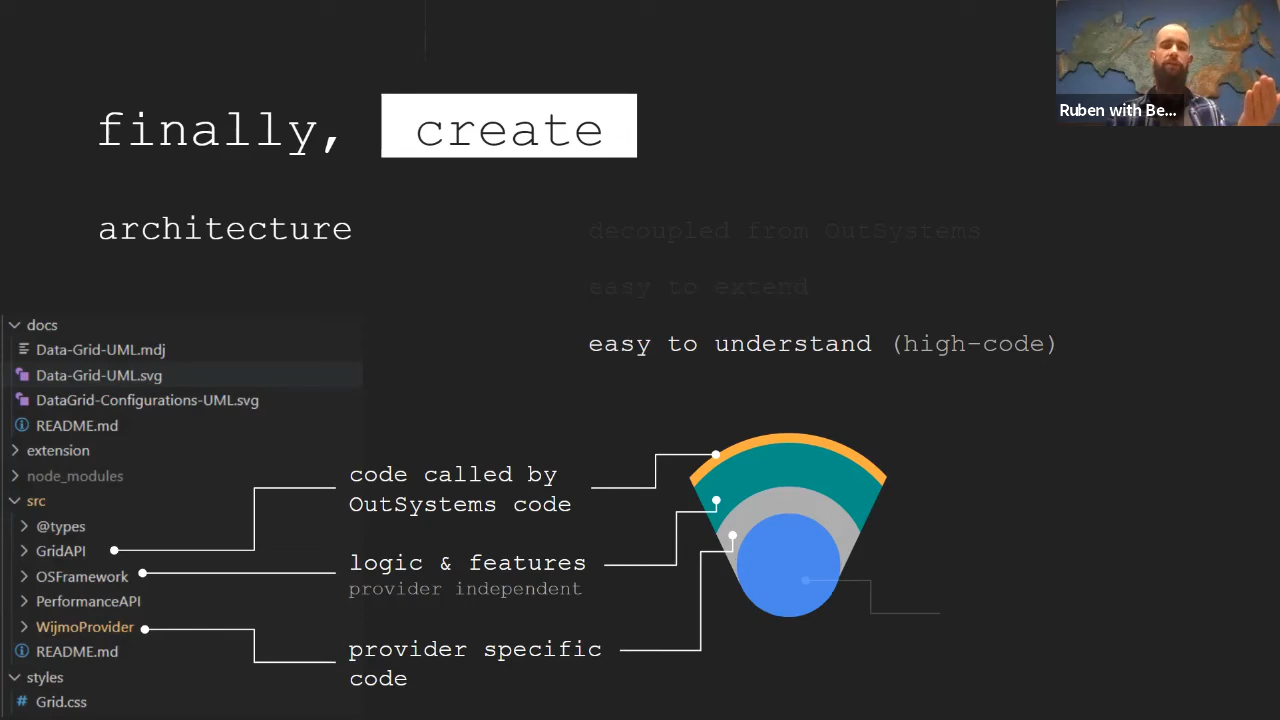 finally, create
Ruben with Be...
architecture
decoupled from OutSystems
easy to extend
easy to understand (high-code)
docs
Data-Grid-UML.mdj
Data-Grid-UML.svg
DataGrid-Configurations-UML.svg
README.md
extension
node_modules
src
@types
GridAPI
OSFramework
PerformanceAPI
WijmoProvider
README.md
styles
# Grid.css
code called by
OutSystems code
logic & features
provider independent
provider specific
code